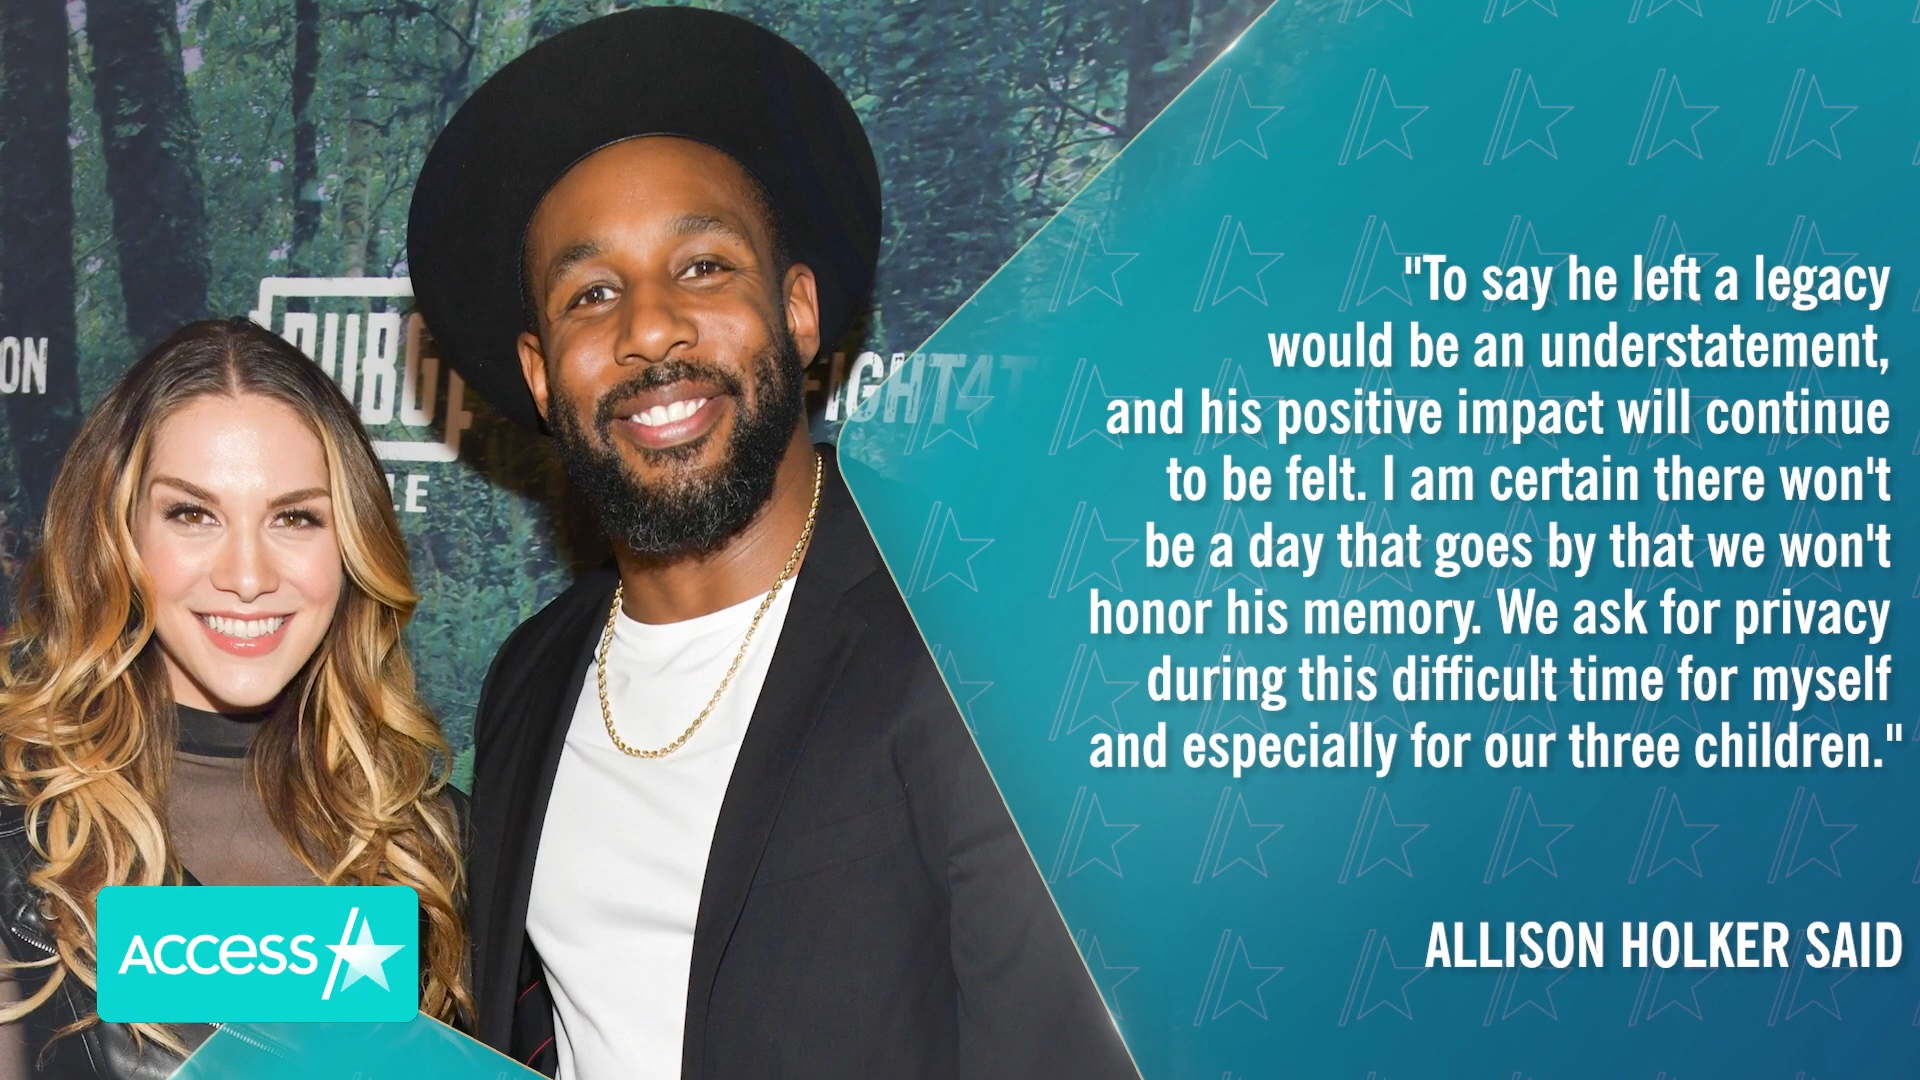 ON
PUBG
FIGHT4T
LE
"To say he left a legacy
would be an understatement,
and his positive impact will continue
to be felt. I am certain there won't
be a day that goes by that we won't
honor his memory. We ask for privacy
during this difficult time for myself
and especially for our three children."
ALLISON HOLKER SAID
ACCESS